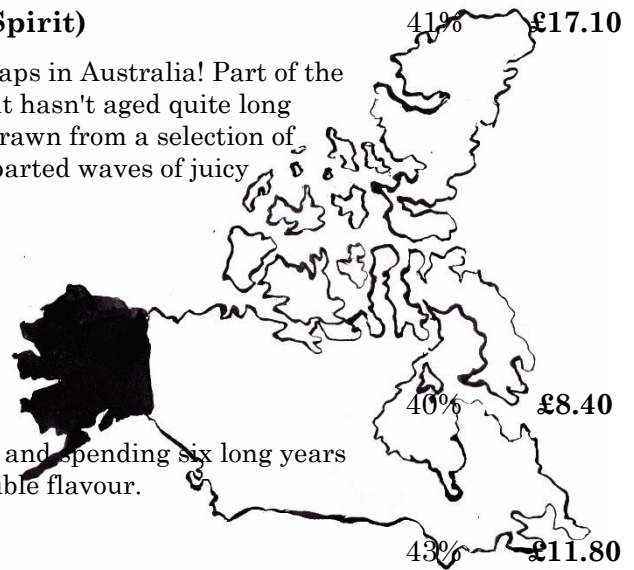 Spirit) 41% £17.10
aps in Australia! Part of the
t hasn't aged quite long
rawn from a selection of
parted waves of juicy
40% £8.40
and spending six long years
ible flavour.
43% £11.80